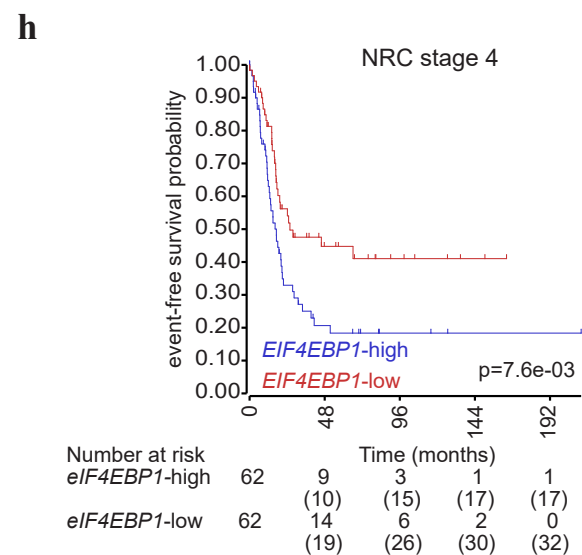 h
NRC stage 4
event-free survival probability
1.00
0.90
0.80
0.70
0.60
0.50
0.40
0.30
0.20
0.10
0.00
EIF4EBP1-high
EIF4EBP1-low
p=7.6e-03
0 48 96 144 192
Number at risk Time (months)
eIF4EBP1-high 62 9 3 1 1
(10) (15) (17) (17)
eIF4EBP1-low 62 14 6 2 0
(19) (26) (30) (32)